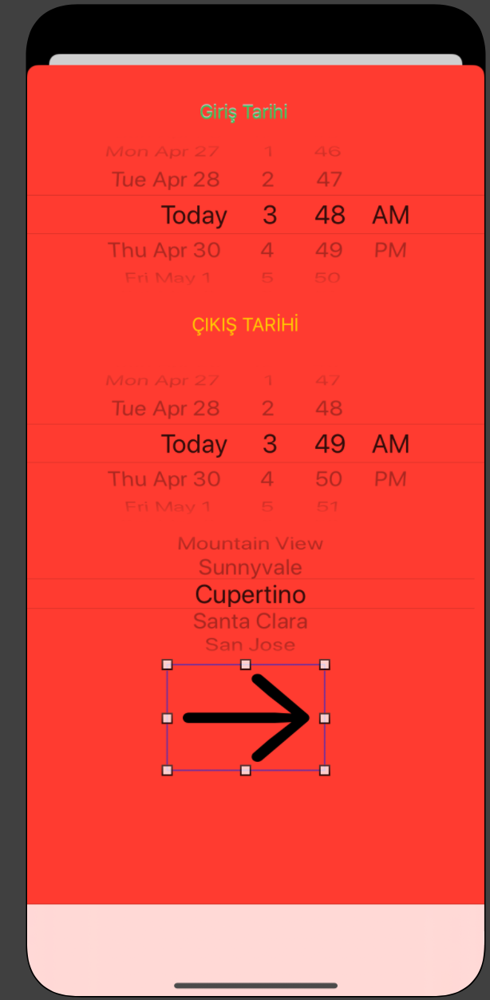 Giriş Tarihi
Mon Apr 27 1 46
Tue Apr 28 2 47
Today 3 48 AM
Thu Apr 30 4 49 PM
Fri May 1 5 50
ÇIKIŞ TARİHİ
Mon Apr 27 1 47
Tue Apr 28 2 48
Today 3 49 AM
Thu Apr 30 4 50 PM
Fri May 1 5 51
Mountain View
Sunnyvale
Cupertino
Santa Clara
San Jose